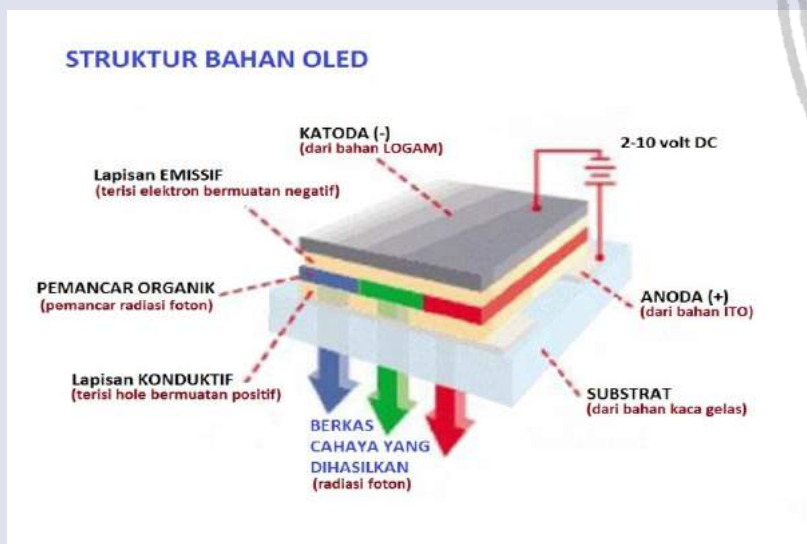 STRUKTUR BAHAN OLED
KATODA (-)
(dari bahan LOGAM)
2-10 volt DC
Lapisan EMISSIF
(terisi elektron bermuatan negatif)
PEMANCAR ORGANIK
(pemancar radiasi foton)
ANODA (+)
(dari bahan ITO)
Lapisan KONDUKTIF
(terisi hole bermuatan positif)
SUBSTRAT
(dari bahan kaca gelas)
BERKAS
CAHAYA YANG
DIHASILKAN
(radiasi foton)